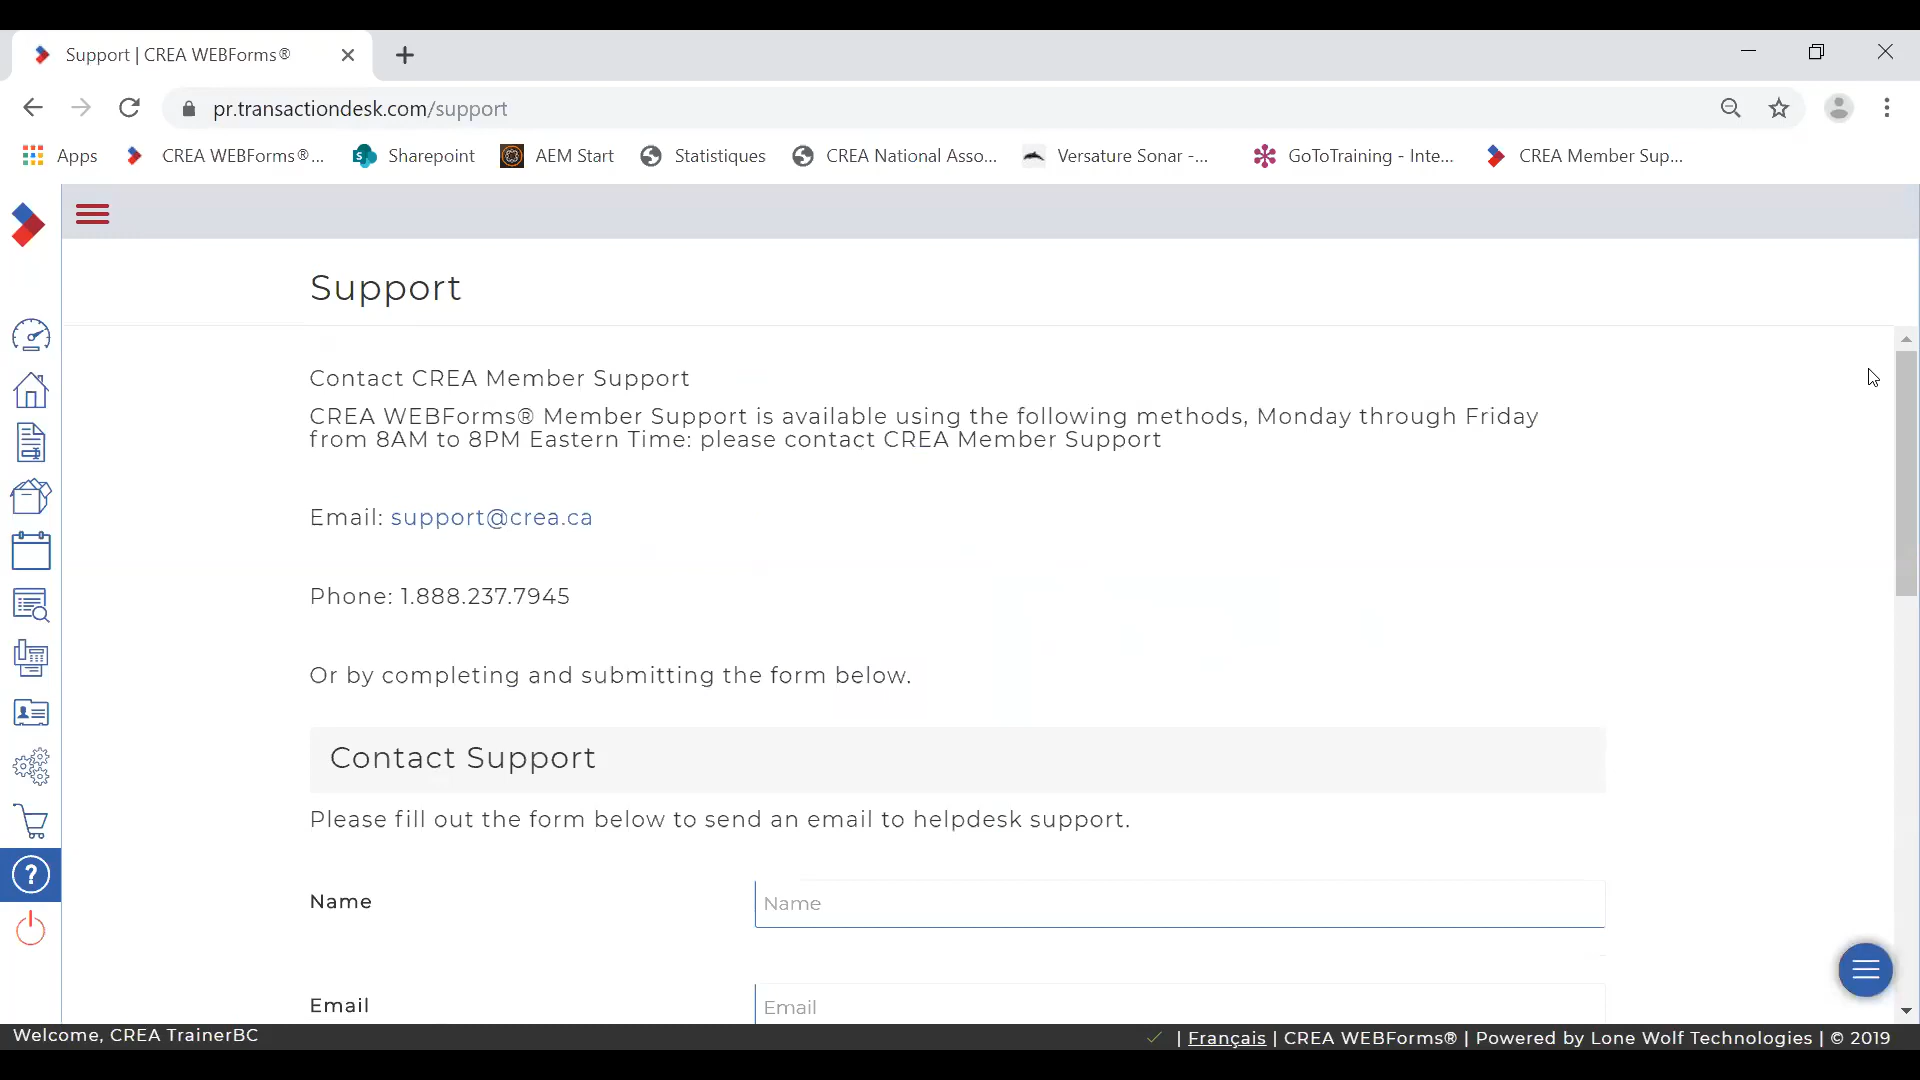 Support | CREA WEBForms®
pr.transactiondesk.com/support
Apps CREA WEBForms®... Sharepoint AEM Start Statistiques CREA National Asso... Versature Sonar -... GoToTraining - Inte... CREA Member Sup...
Support
Contact CREA Member Support
CREA WEBForms® Member Support is available using the following methods, Monday through Friday
from 8AM to 8PM Eastern Time: please contact CREA Member Support
Email: support@crea.ca
Phone: 1.888.237.7945
Or by completing and submitting the form below.
Contact Support
Please fill out the form below to send an email to helpdesk support.
Name Name
Email Email
Welcome, CREA TrainerBC | Français | CREA WEBForms® | Powered by Lone Wolf Technologies | © 2019